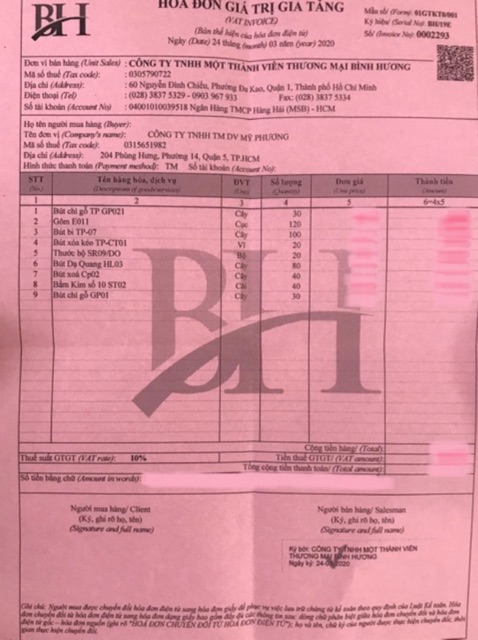 BH
HÓA ĐƠN GIÁ TRỊ GIA TĂNG
(VAT INVOICE)
(Bản thể hiện của hóa đơn điện tử)
Ngày (Date) 24 tháng (month) 03 năm (year) 2020
Mẫu số (Form): 01GTKT0/001
Ký hiệu (Serial No): BH/19E
Số (Invoice No): 0002293
Đơn vị bán hàng (Unit Sales) : CÔNG TY TNHH MỘT THÀNH VIÊN THƯƠNG MẠI BÌNH HƯƠNG
Mã số thuế (Tax code): : 0305790722
Địa chỉ (Address): : 60 Nguyễn Đình Chiểu, Phường Đa Kao, Quận 1, Thành phố Hồ Chí Minh
Điện thoại (Tel) : (028) 3837 5329 - 0903 967 933 Fax: (028) 3837 5334
Số tài khoản (Account No) : 04001010039518 Ngân Hàng TMCP Hàng Hải (MSB) - HCM
Họ tên người mua hàng (Buyer):
Tên đơn vị (Company's name): CÔNG TY TNHH TM DV MỸ PHƯƠNG
Mã số thuế (Tax code): 0315651982
Địa chỉ (Address): 204 Phùng Hưng, Phường 14, Quận 5, TP.HCM
Hình thức thanh toán (Payment method): TM Số tài khoản (Account No):
STT Tên hàng hóa, dịch vụ ĐVT Số lượng Đơn giá Thành tiền
(No.) (Descriptions of goods/services) (Unit) (Quantity) (Unit price) (Amount)
1 2 3 4 5 6=4x5
1 Bút chì gỗ TP GP021 Cây 30
2 Gôm E011 Cục 120
3 Bút bi TP-07 Cây 100
4 Bút xóa kéo TP-CT01 Vỉ 20
5 Thước bộ SR09/DO Bộ 20
6 Bút Dạ Quang HL03 Cây 80
7 Bút xoá Cp02 Cây 40
8 Bấm Kim số 10 ST02 Cái 40
9 Bút chì gỗ GP01 Cây 30
Cộng tiền hàng/ (Total):
Thuế suất GTGT (VAT rate): 10% Tiền thuế GTGT/ (VAT amount):
Tổng cộng tiền thanh toán/ (Total amount):
Số tiền bằng chữ (Amount in words):
Người mua hàng/ Client Người bán hàng/ Salesman
(Ký, ghi rõ họ, tên) (Ký, ghi rõ họ, tên)
(Signature and full name) (Signature and full name)
Ký bởi: CÔNG TY TNHH MỘT THÀNH VIÊN
THƯƠNG MẠI BÌNH HƯƠNG
Ngày ký: 24-03-2020